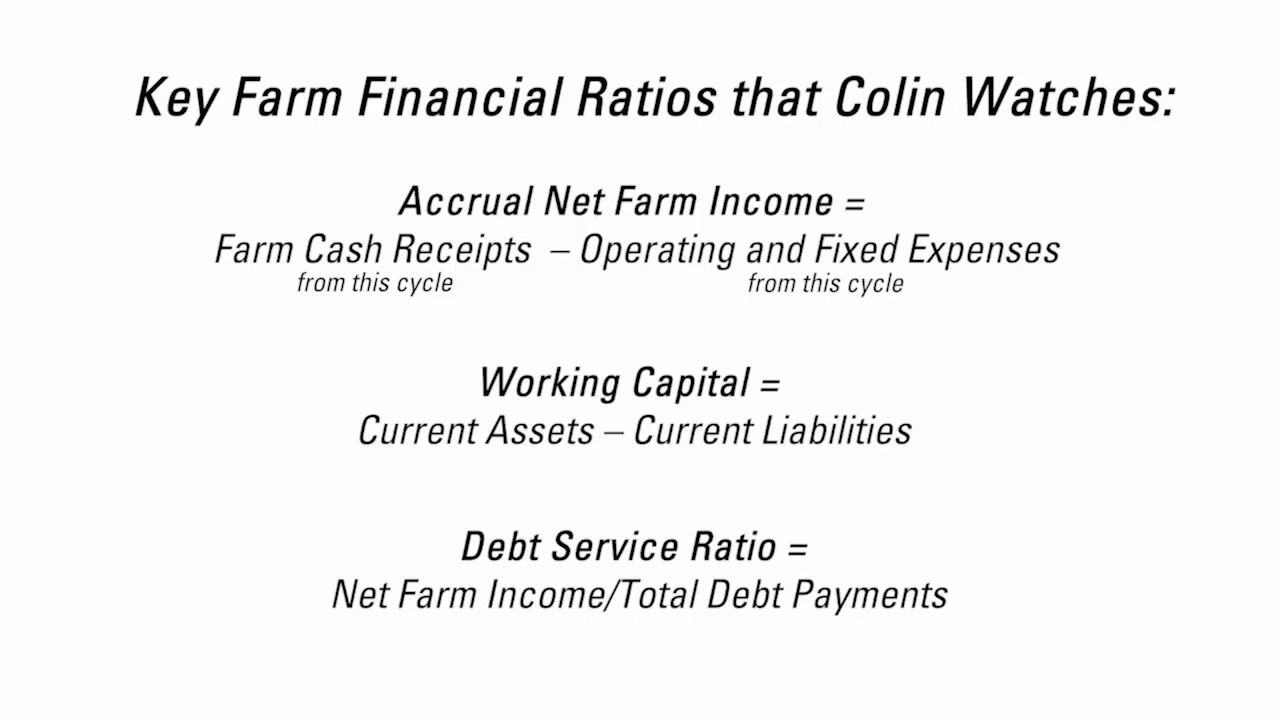 Key Farm Financial Ratios that Colin Watches:
Accrual Net Farm Income =
Farm Cash Receipts – Operating and Fixed Expenses
from this cycle from this cycle
Working Capital =
Current Assets – Current Liabilities
Debt Service Ratio =
Net Farm Income/Total Debt Payments